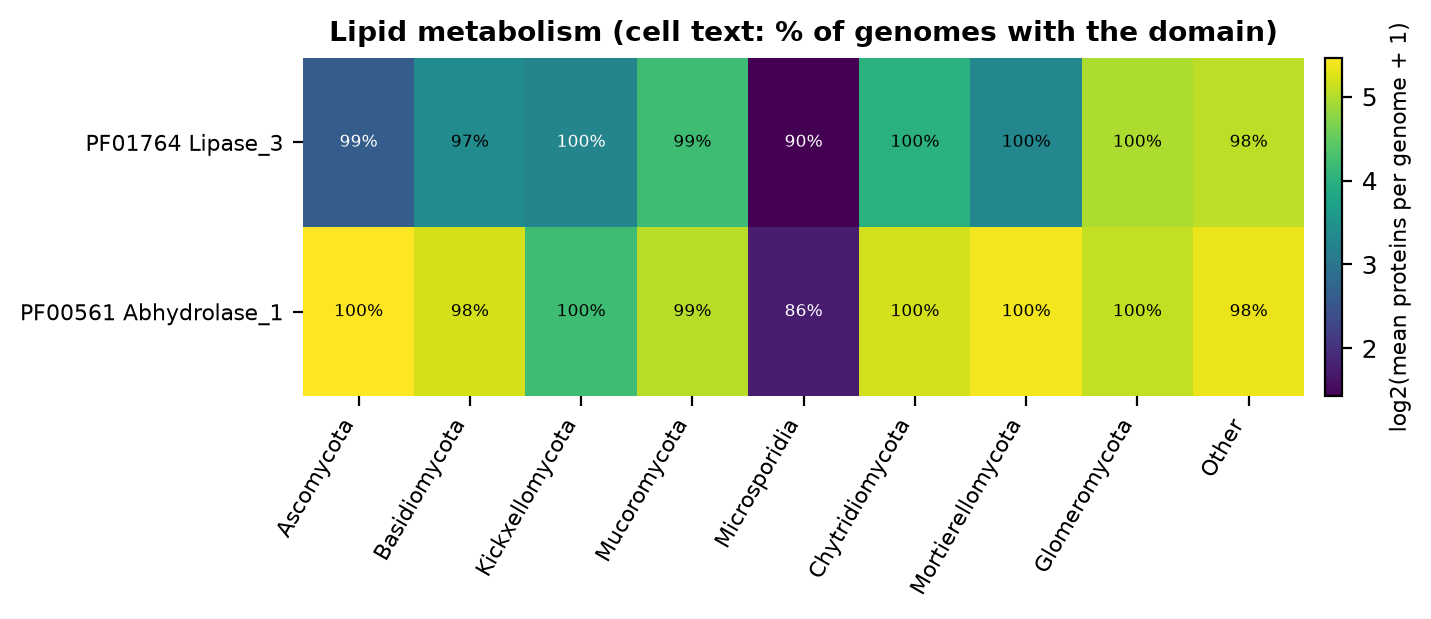 Lipid metabolism (cell text: % of genomes with the domain)
PF01764 Lipase_3
99% 97% 100% 99% 90% 100% 100% 100% 98%
PF00561 Abhydrolase_1
100% 98% 100% 99% 86% 100% 100% 100% 98%
Ascomycota
Basidiomycota
Kickxellomycota
Mucoromycota
Microsporidia
Chytridiomycota
Mortierellomycota
Glomeromycota
Other
5
4
3
2
log2(mean proteins per genome + 1)